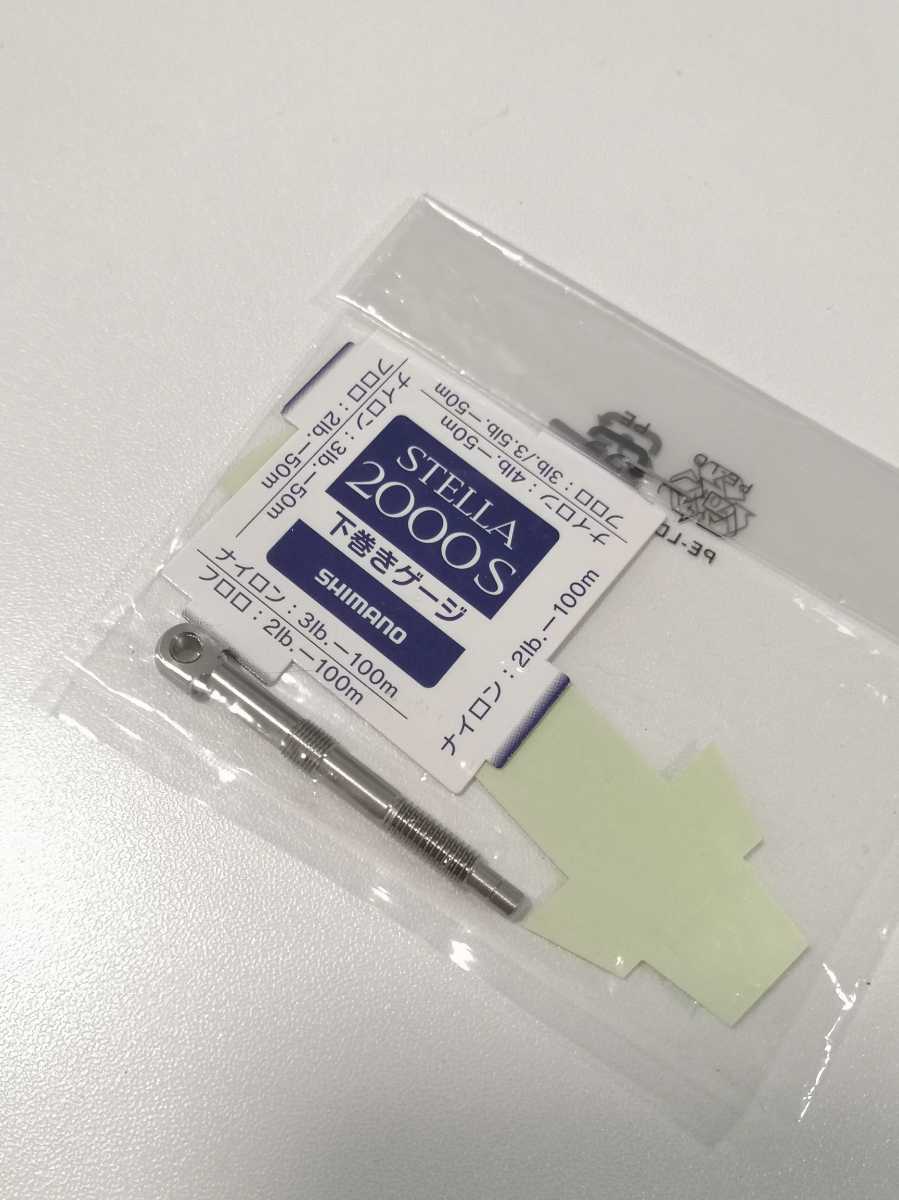 STELLA
2000S
下巻きゲージ
SHIMANO
ナイロン：3lb.－50m
フロロ：2lb.－50m
ナイロン：4lb.－50m
フロロ：3lb./3.5lb.－50m
ナイロン：3lb.－100m
フロロ：2lb.－100m
ナイロン：2lb.－100m
PE
PE-LD